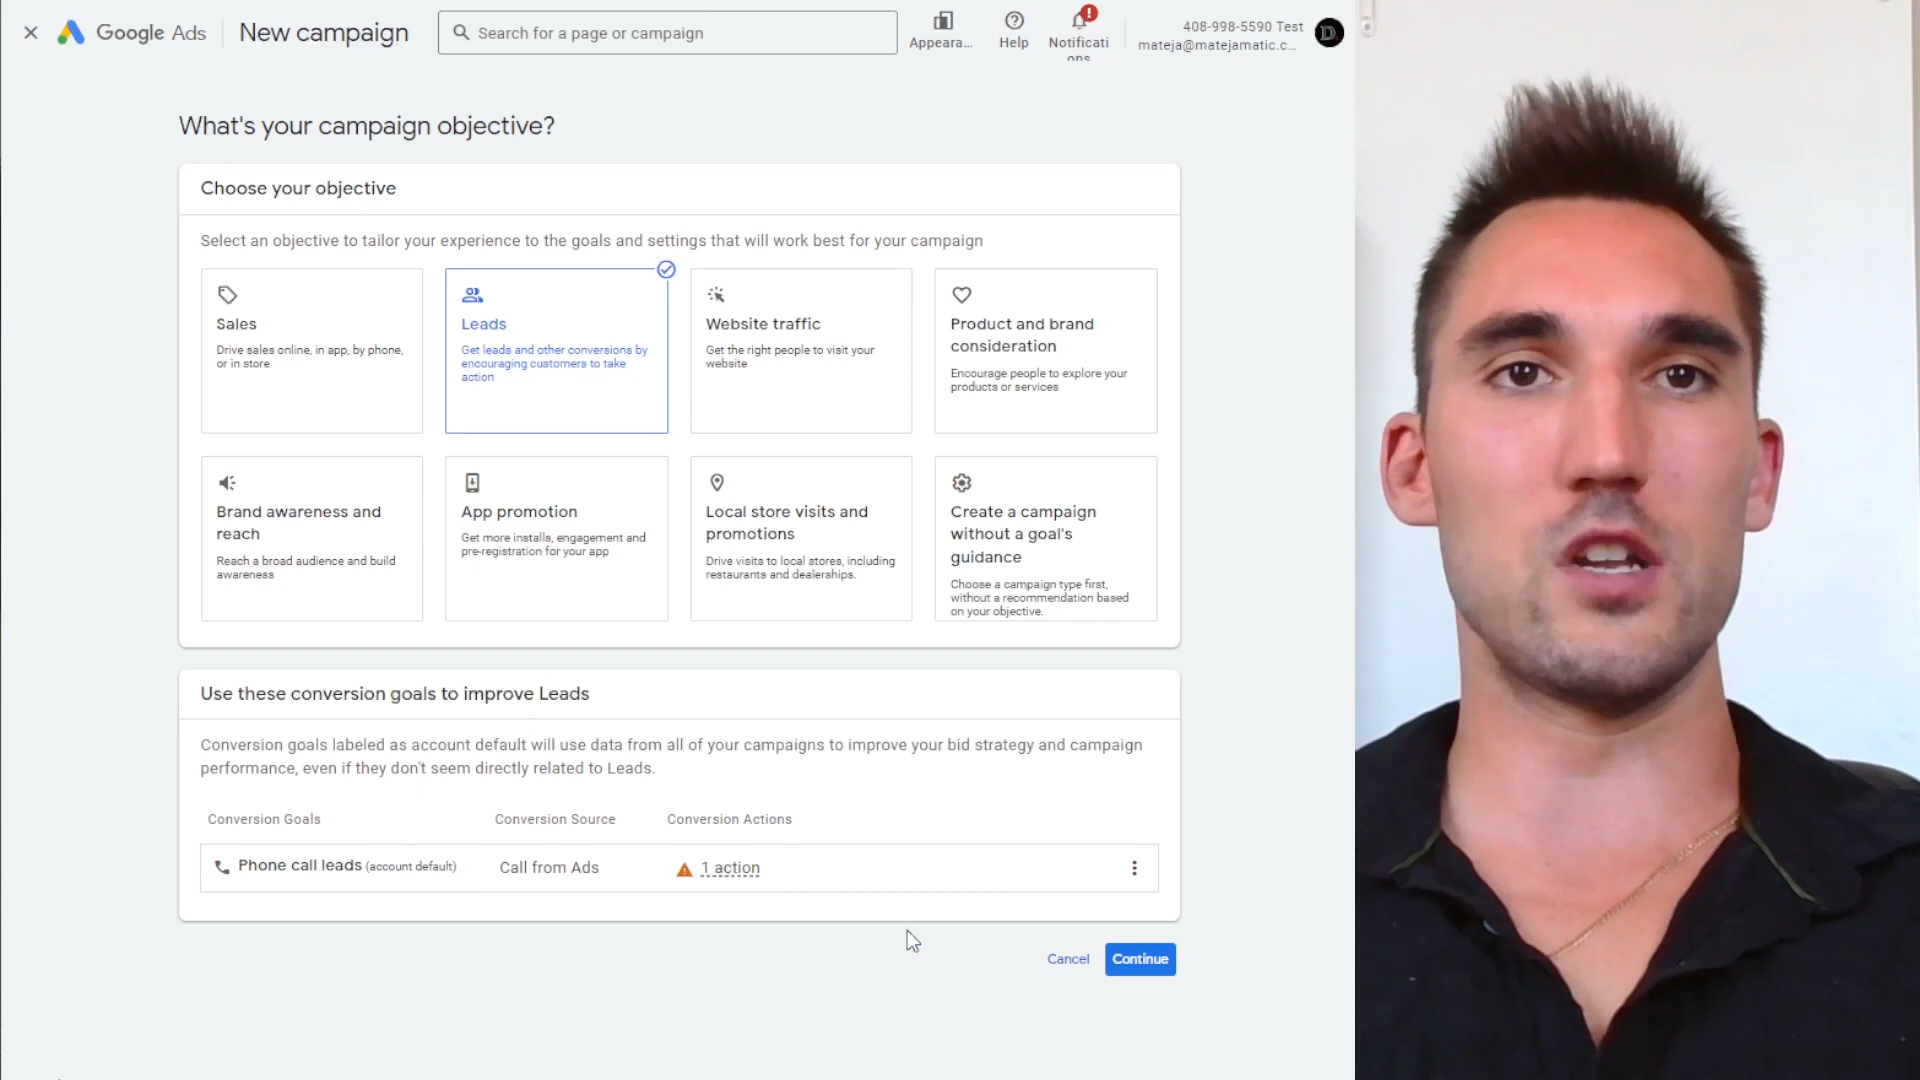 Google Ads
New campaign
Search for a page or campaign
Appeara...
Help
Notificati
ons
408-998-5590 Test
mateja@matejamatic.c...
D.
What's your campaign objective?
Choose your objective
Select an objective to tailor your experience to the goals and settings that will work best for your campaign
Sales
Drive sales online, in app, by phone,
or in store
Leads
Get leads and other conversions by
encouraging customers to take
action
Website traffic
Get the right people to visit your
website
Product and brand
consideration
Encourage people to explore your
products or services
Brand awareness and
reach
Reach a broad audience and build
awareness
App promotion
Get more installs, engagement and
pre-registration for your app
Local store visits and
promotions
Drive visits to local stores, including
restaurants and dealerships.
Create a campaign
without a goal's
guidance
Choose a campaign type first,
without a recommendation based
on your objective.
Use these conversion goals to improve Leads
Conversion goals labeled as account default will use data from all of your campaigns to improve your bid strategy and campaign
performance, even if they don't seem directly related to Leads.
Conversion Goals
Conversion Source
Conversion Actions
Phone call leads (account default)
Call from Ads
1 action
Cancel
Continue